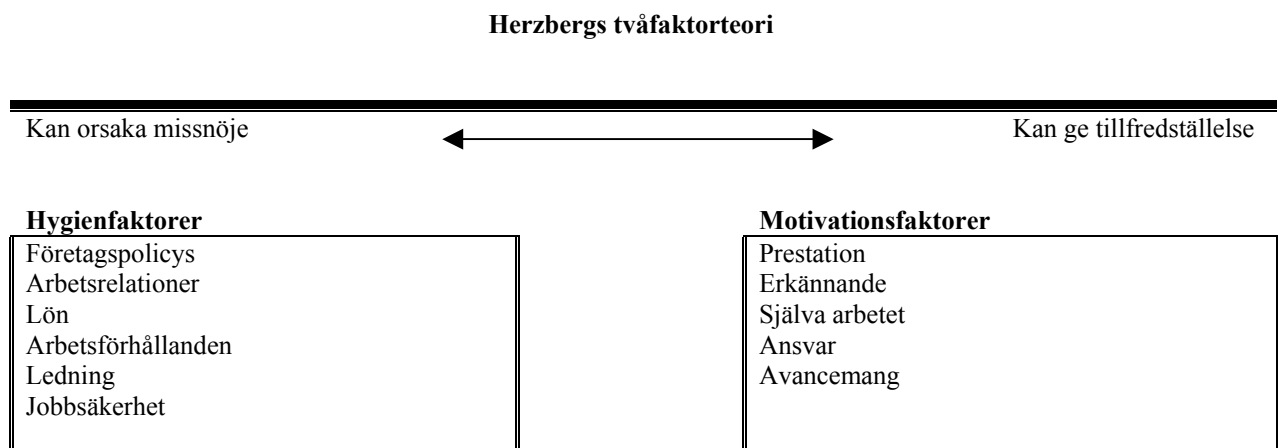 Herzbergs tvåfaktorteori
Kan orsaka missnöje
Kan ge tillfredställelse
Hygienfaktorer
Företagspolicys
Arbetsrelationer
Lön
Arbetsförhållanden
Ledning
Jobbsäkerhet
Motivationsfaktorer
Prestation
Erkännande
Själva arbetet
Ansvar
Avancemang